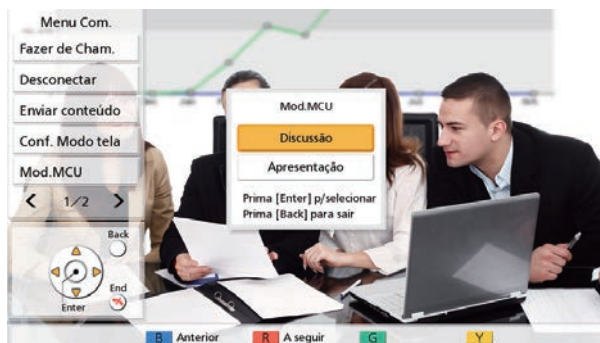 Menu Com.
Fazer de Cham.
Desconectar
Enviar conteúdo
Conf. Modo tela
Mod.MCU
1/2
Back
End
Enter
Mod.MCU
Discussão
Apresentação
Prima [Enter] p/selecionar
Prima [Back] para sair
B Anterior R A seguir G Y